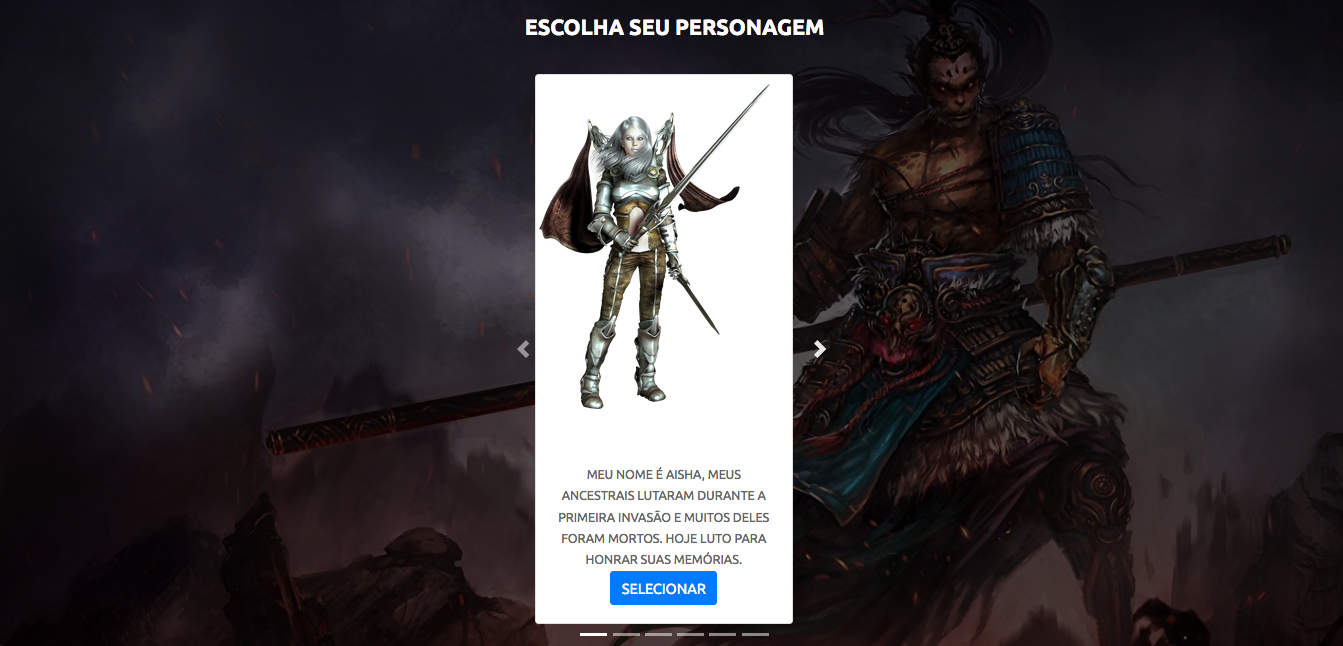 ESCOLHA SEU PERSONAGEM
MEU NOME É AISHA, MEUS
ANCESTRAIS LUTARAM DURANTE A
PRIMEIRA INVASÃO E MUITOS DELES
FORAM MORTOS. HOJE LUTO PARA
HONRAR SUAS MEMÓRIAS.
SELECIONAR